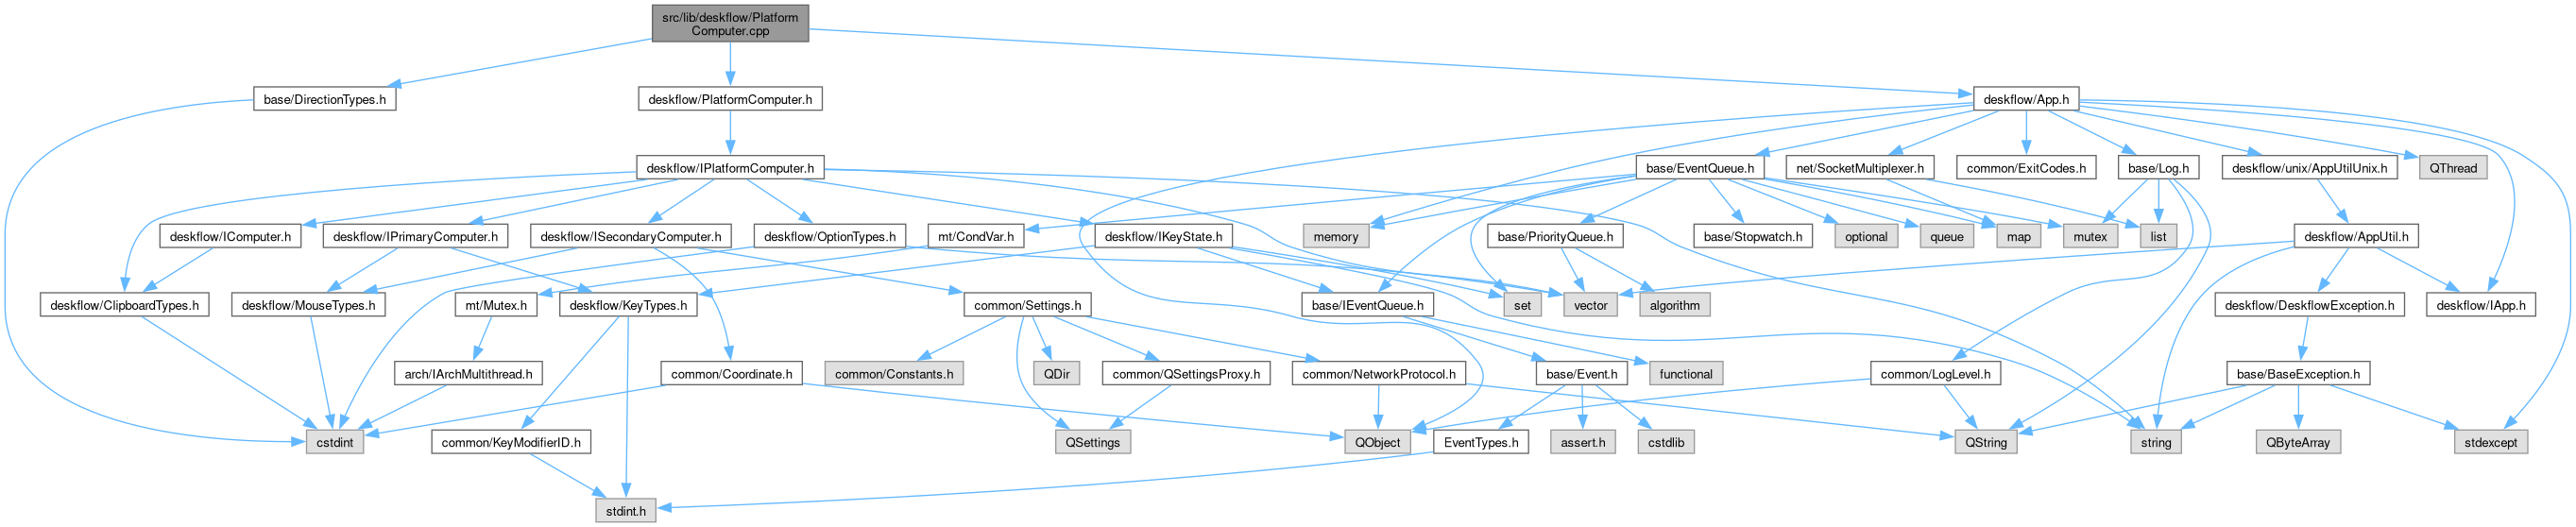 src/lib/deskflow/Platform
Computer.cpp
base/DirectionTypes.h
deskflow/PlatformComputer.h
deskflow/App.h
deskflow/IPlatformComputer.h
base/EventQueue.h
net/SocketMultiplexer.h
common/ExitCodes.h
base/Log.h
deskflow/unix/AppUtilUnix.h
QThread
deskflow/IComputer.h
deskflow/IPrimaryComputer.h
deskflow/ISecondaryComputer.h
deskflow/OptionTypes.h
mt/CondVar.h
deskflow/IKeyState.h
memory
base/PriorityQueue.h
base/Stopwatch.h
optional
queue
map
mutex
list
deskflow/AppUtil.h
deskflow/ClipboardTypes.h
deskflow/MouseTypes.h
mt/Mutex.h
deskflow/KeyTypes.h
common/Settings.h
base/IEventQueue.h
set
vector
algorithm
deskflow/DeskflowException.h
deskflow/IApp.h
arch/IArchMultithread.h
common/Coordinate.h
common/Constants.h
QDir
common/QSettingsProxy.h
common/NetworkProtocol.h
base/Event.h
functional
common/LogLevel.h
base/BaseException.h
cstdint
common/KeyModifierID.h
QSettings
QObject
EventTypes.h
assert.h
cstdlib
QString
string
QByteArray
stdexcept
stdint.h